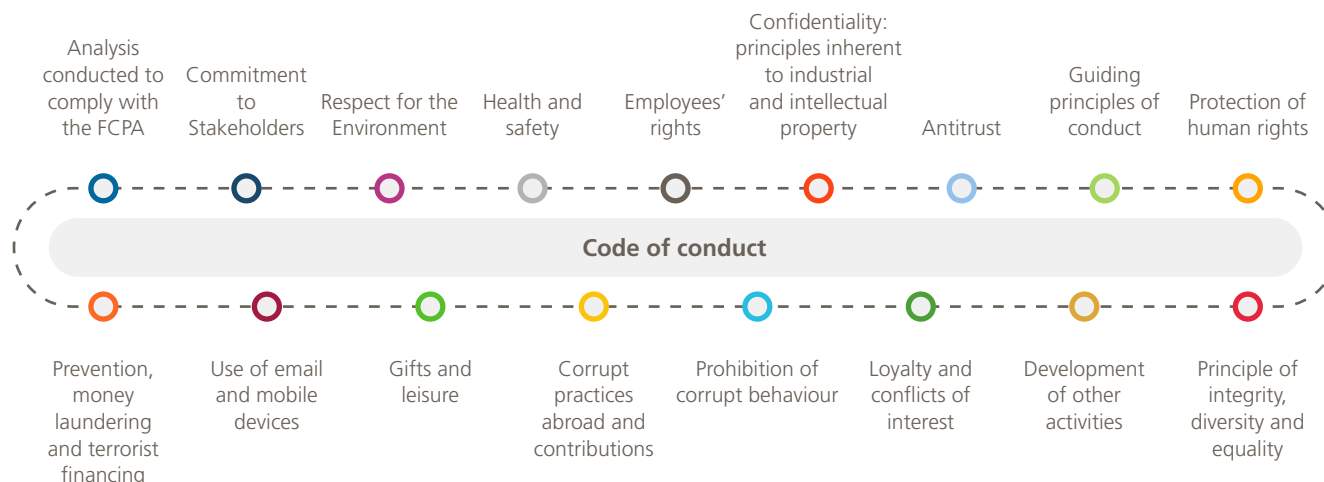 Analysis
conducted to
comply with
the FCPA
Commitment
to
Stakeholders
Respect for the
Environment
Health and
safety
Employees’
rights
Confidentiality:
principles inherent
to industrial
and intellectual
property
Antitrust
Guiding
principles of
conduct
Protection of
human rights
Code of conduct
Prevention,
money
laundering
and terrorist
financing
Use of email
and mobile
devices
Gifts and
leisure
Corrupt
practices
abroad and
contributions
Prohibition of
corrupt behaviour
Loyalty and
conflicts of
interest
Development
of other
activities
Principle of
integrity,
diversity and
equality